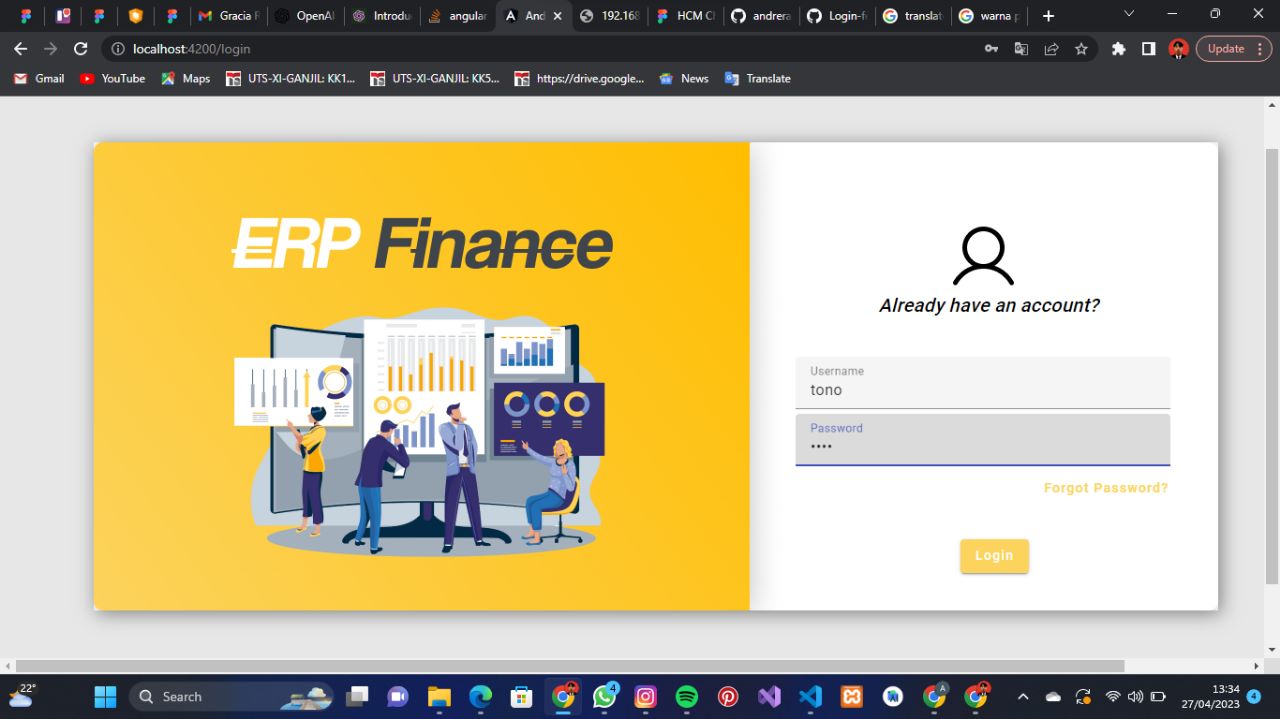 Gracia
OpenAI
Introdu
angular
And
192.168
HCM
andrera
login-f
translat
warna p
localhost:4200/login
Update
Gmail
YouTube
Maps
UTS-XI-GANJIL: KK1...
UTS-XI-GANJIL: KK5...
https://drive.google...
News
Translate
ERP Finance
Already have an account?
Username
tono
Password
••••
Forgot Password?
Login
22°
Search
4
A
13:34
27/04/2023
4